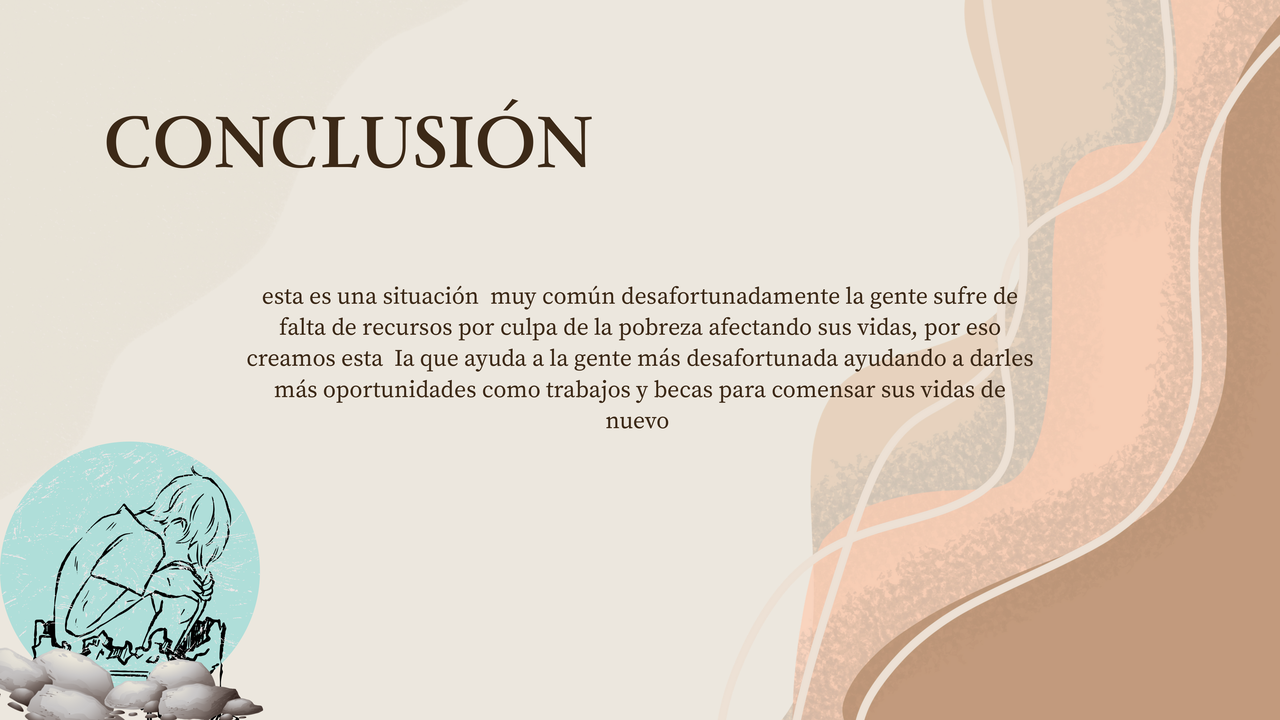 CONCLUSIÓN
esta es una situación  muy común desafortunadamente la gente sufre de
falta de recursos por culpa de la pobreza afectando sus vidas, por eso
creamos esta  Ia que ayuda a la gente más desafortunada ayudando a darles
más oportunidades como trabajos y becas para comensar sus vidas de
nuevo